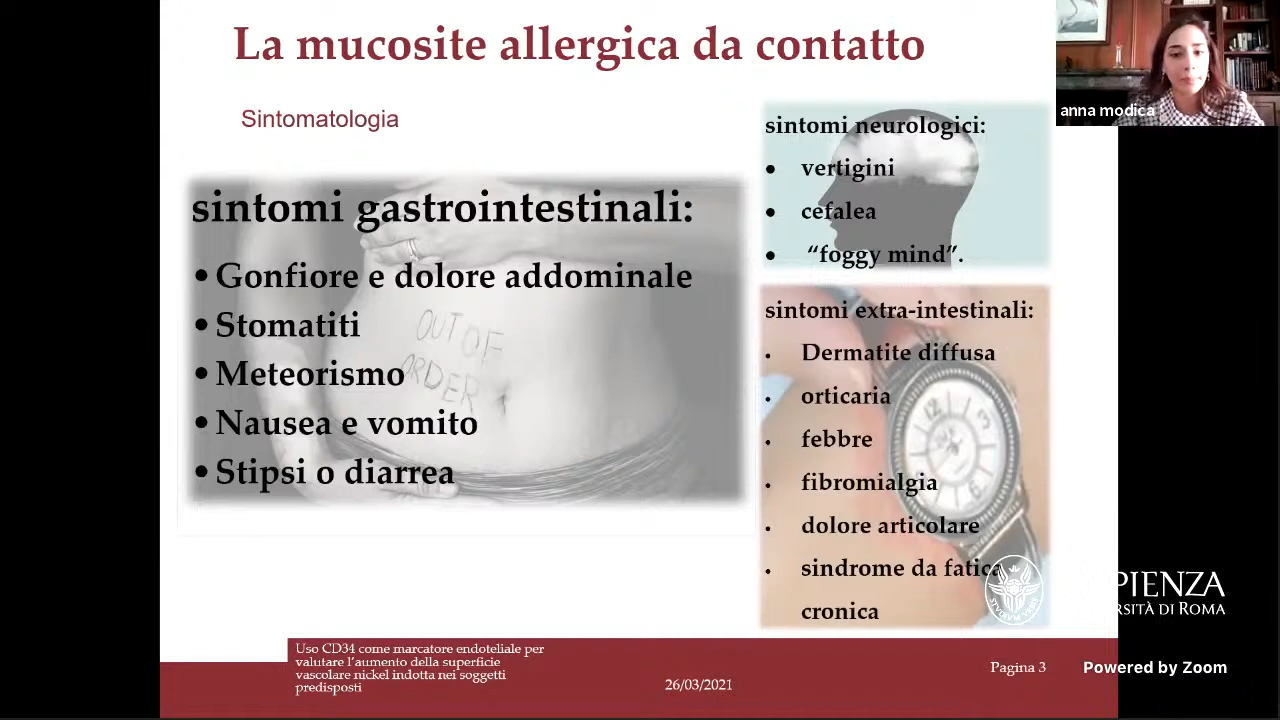 La mucosite allergica da contatto
Sintomatologia
sintomi gastrointestinali:
• Gonfiore e dolore addominale
• Stomatiti
• Meteorismo
• Nausea e vomito
• Stipsi o diarrea
OUT OF
ORDER
sintomi neurologici:
• vertigini
• cefalea
• “foggy mind”.
sintomi extra-intestinali:
• Dermatite diffusa
• orticaria
• febbre
• fibromialgia
• dolore articolare
• sindrome da fatica
cronica
anna modica
Uso CD34 come marcatore endoteliale per
valutare l’aumento della superficie
vascolare nickel indotta nei soggetti
predisposti
26/03/2021
Pagina 3
PIENZA
RSITÀ DI ROMA
Powered by Zoom